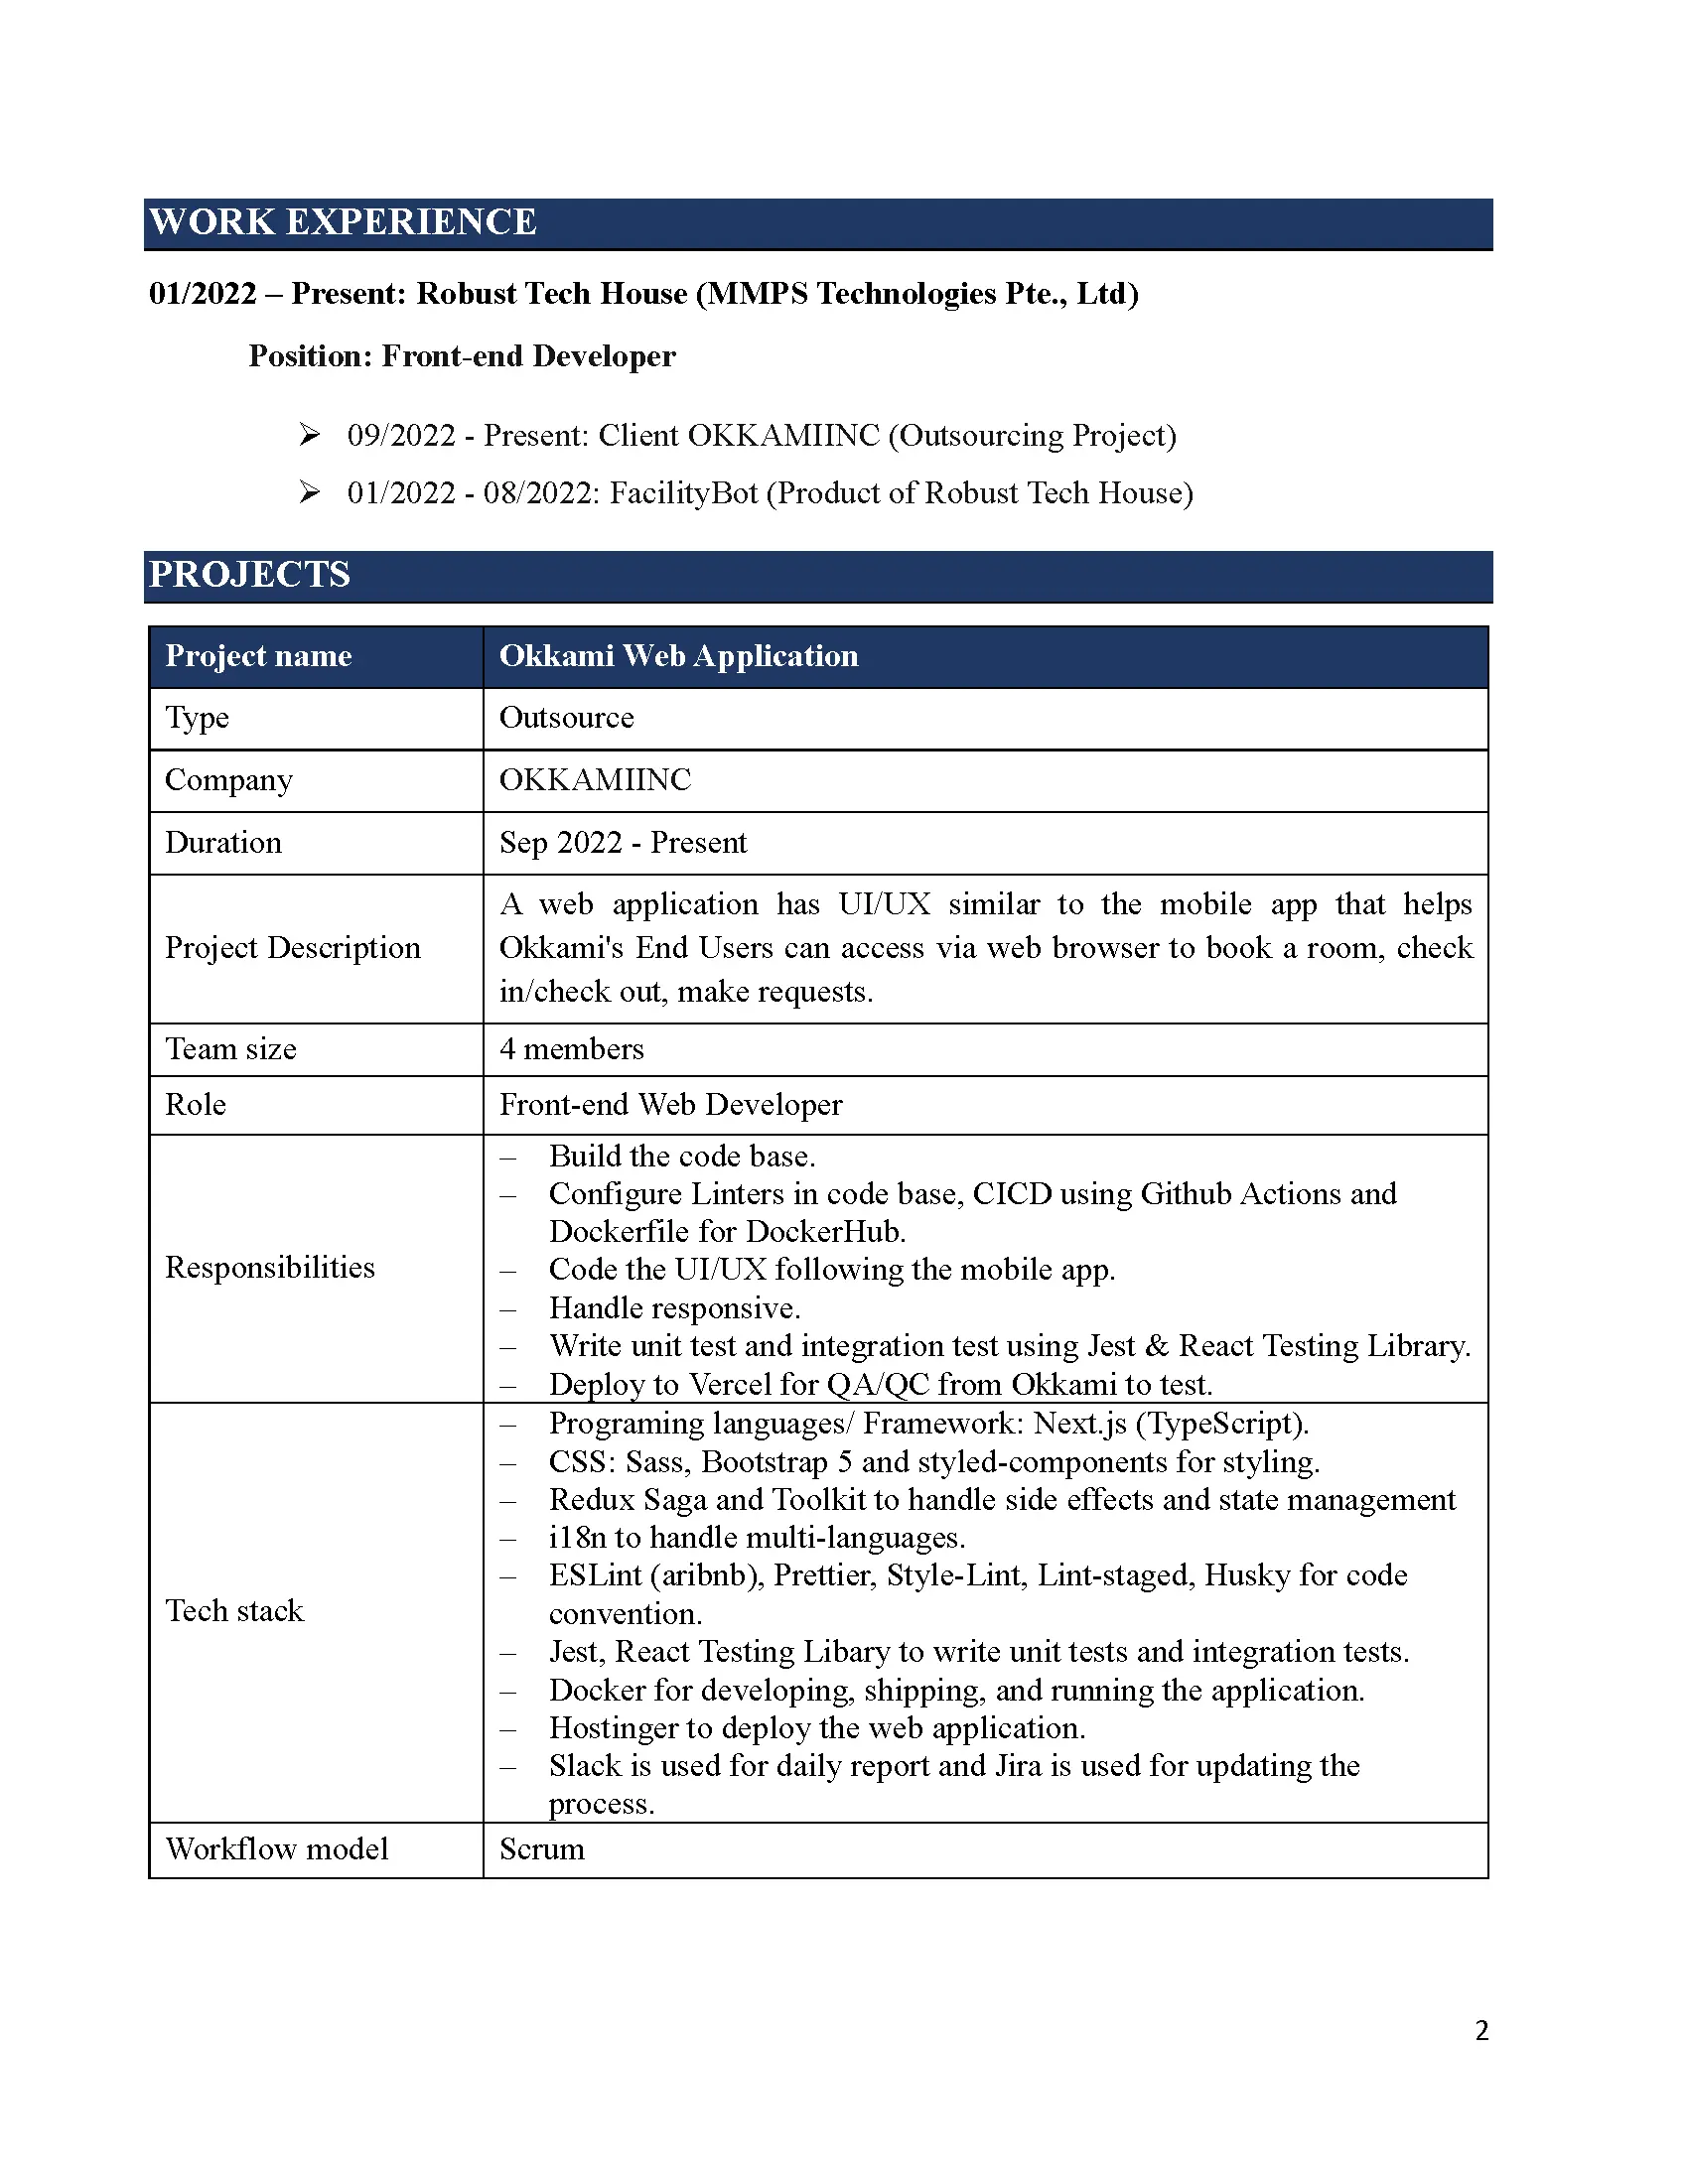 WORK EXPERIENCE
01/2022 – Present: Robust Tech House (MMPS Technologies Pte., Ltd)
Position: Front-end Developer
➢ 09/2022 - Present: Client OKKAMIINC (Outsourcing Project)
➢ 01/2022 - 08/2022: FacilityBot (Product of Robust Tech House)
PROJECTS
Project name Okkami Web Application
Type Outsource
Company OKKAMIINC
Duration Sep 2022 - Present
Project Description
A web application has UI/UX similar to the mobile app that helps
Okkami's End Users can access via web browser to book a room, check
in/check out, make requests.
Team size 4 members
Role Front-end Web Developer
Responsibilities
– Build the code base.
– Configure Linters in code base, CICD using Github Actions and
Dockerfile for DockerHub.
– Code the UI/UX following the mobile app.
– Handle responsive.
– Write unit test and integration test using Jest & React Testing Library.
– Deploy to Vercel for QA/QC from Okkami to test.
Tech stack
– Programing languages/ Framework: Next.js (TypeScript).
– CSS: Sass, Bootstrap 5 and styled-components for styling.
– Redux Saga and Toolkit to handle side effects and state management
– i18n to handle multi-languages.
– ESLint (aribnb), Prettier, Style-Lint, Lint-staged, Husky for code
convention.
– Jest, React Testing Libary to write unit tests and integration tests.
– Docker for developing, shipping, and running the application.
– Hostinger to deploy the web application.
– Slack is used for daily report and Jira is used for updating the
process.
Workflow model Scrum
2